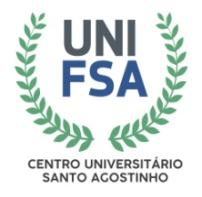 UNI
FSA
CENTRO UNIVERSITÁRIO
SANTO AGOSTINHO